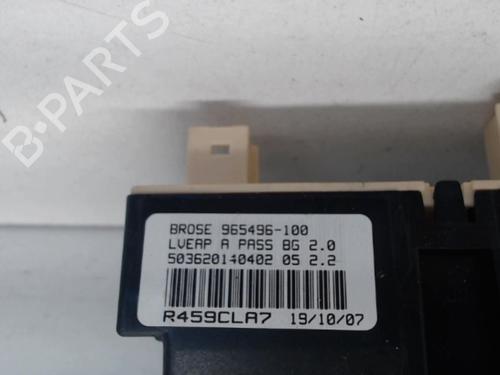 B-PARTS
BROSE 965496-100
LVEAP A PASS BG 2.0
503620140402 05 2.2
R459CLA7 19/10/07